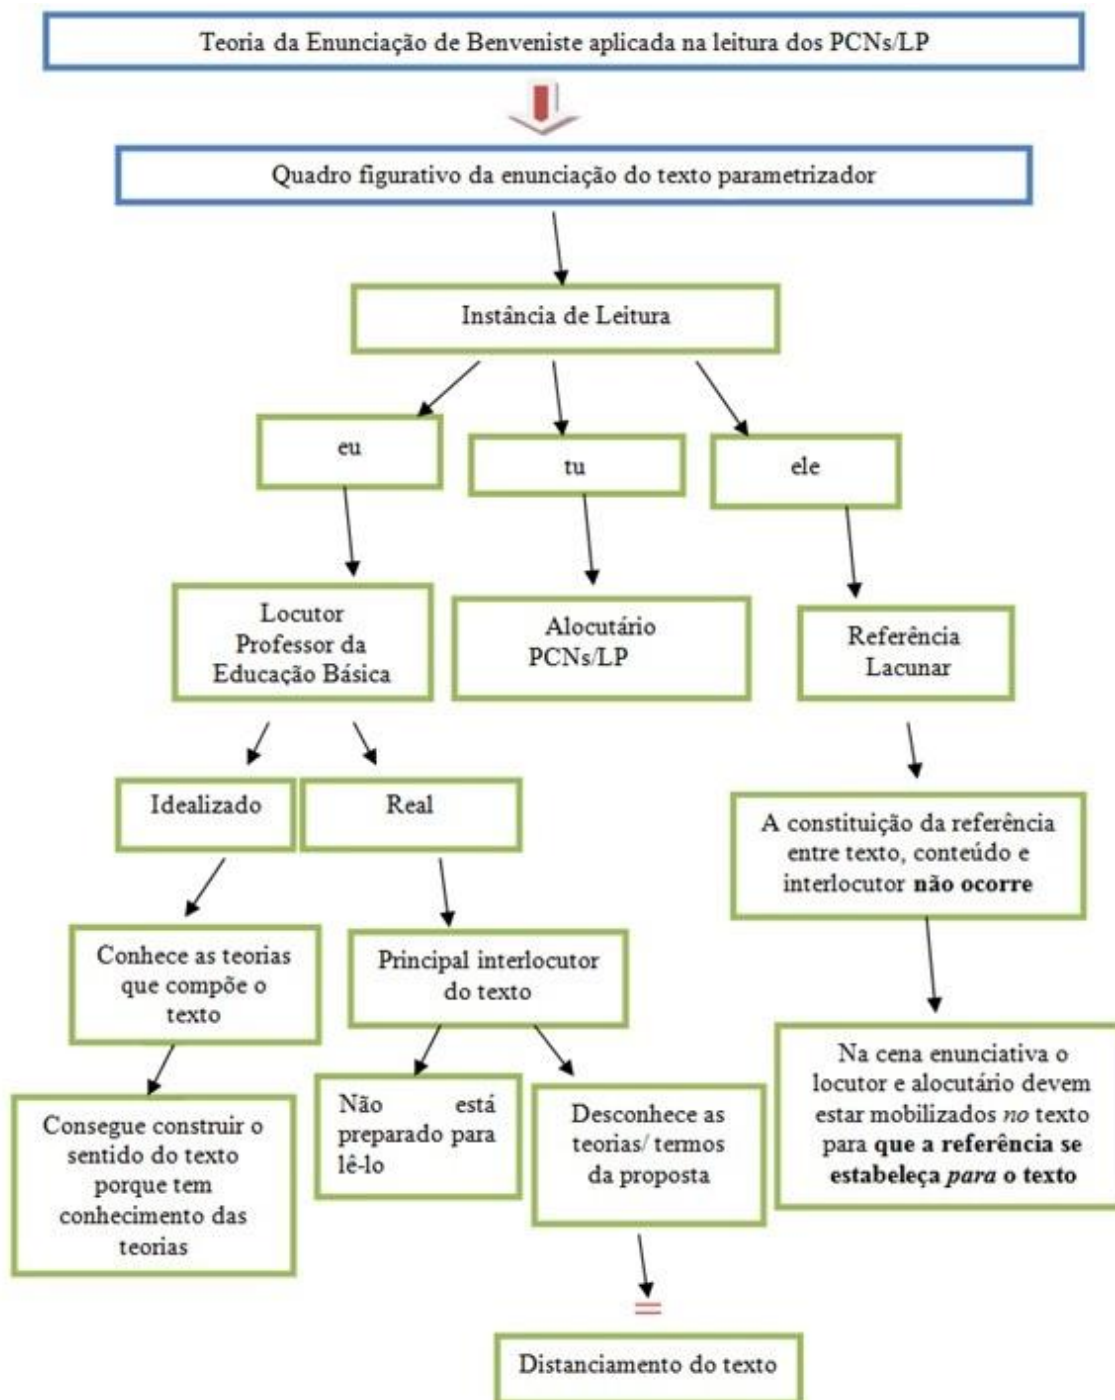 Teoria da Enunciação de Benveniste aplicada na leitura dos PCNs/LP
Quadro figurativo da enunciação do texto parametrizador
Instância de Leitura
eu
tu
ele
Locutor
Professor da
Educação Básica
Alocutário
PCNs/LP
Referência
Lacunar
Idealizado
Real
A constituição da referência
entre texto, conteúdo e
interlocutor não ocorre
Conhece as teorias
que compõe o
texto
Principal interlocutor
do texto
Na cena enunciativa o
locutor e alocutário devem
estar mobilizados no texto
para que a referência se
estabeleça para o texto
Consegue construir o
sentido do texto
porque tem
conhecimento das
teorias
Não está
preparado para
lê-lo
Desconhece as
teorias/ termos
da proposta
=
Distanciamento do texto